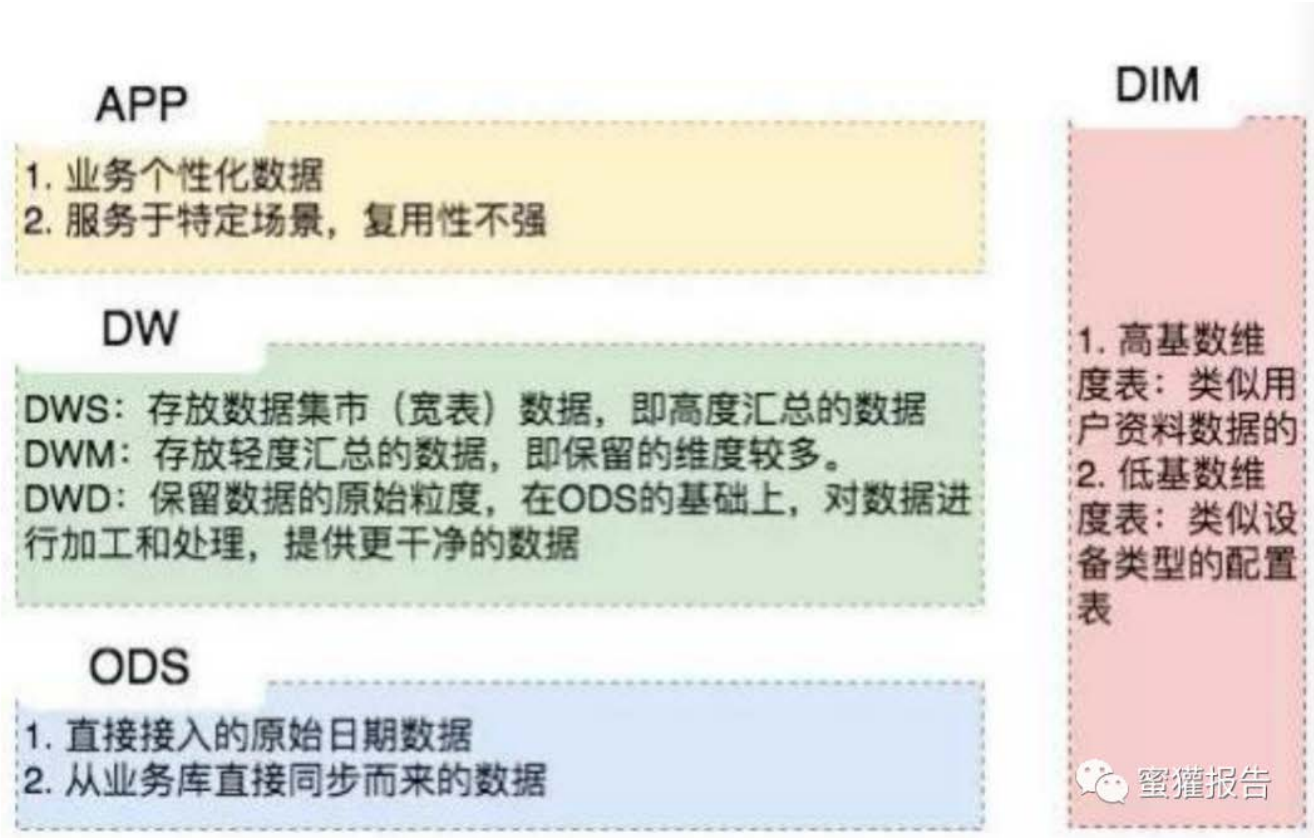 APP
1. 业务个性化数据
2. 服务于特定场景，复用性不强
DW
DWS：存放数据集市（宽表）数据，即高度汇总的数据
DWM：存放轻度汇总的数据，即保留的维度较多。
DWD：保留数据的原始粒度，在ODS的基础上，对数据进
行加工和处理，提供更干净的数据
ODS
1. 直接接入的原始日期数据
2. 从业务库直接同步而来的数据
DIM
1. 高基数维
度表：类似用
户资料数据的
2. 低基数维
度表：类似设
备类型的配置
表
蜜獾报告